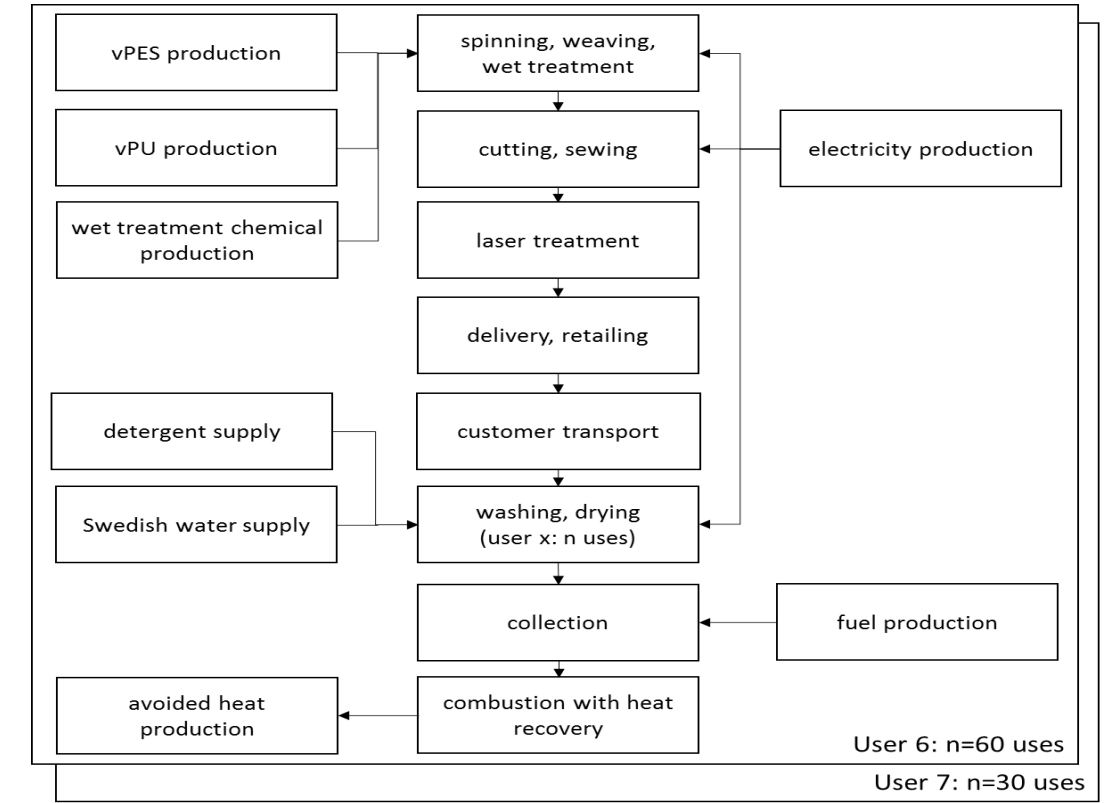 vPES production
spinning, weaving,
wet treatment
vPU production
cutting, sewing
electricity production
wet treatment chemical
production
laser treatment
delivery, retailing
detergent supply
customer transport
Swedish water supply
washing, drying
(user x: n uses)
collection
fuel production
avoided heat
production
combustion with heat
recovery
User 6: n=60 uses
User 7: n=30 uses